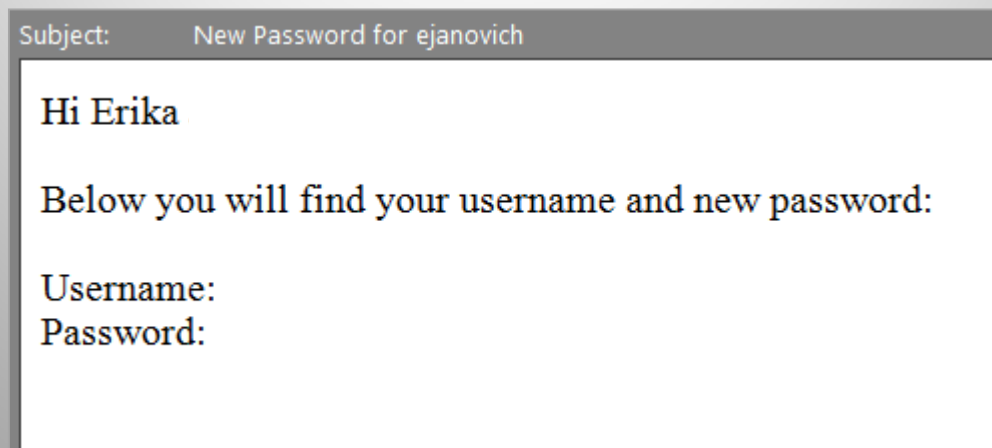 Subject: New Password for ejanovich
Hi Erika
Below you will find your username and new password:
Username:
Password: